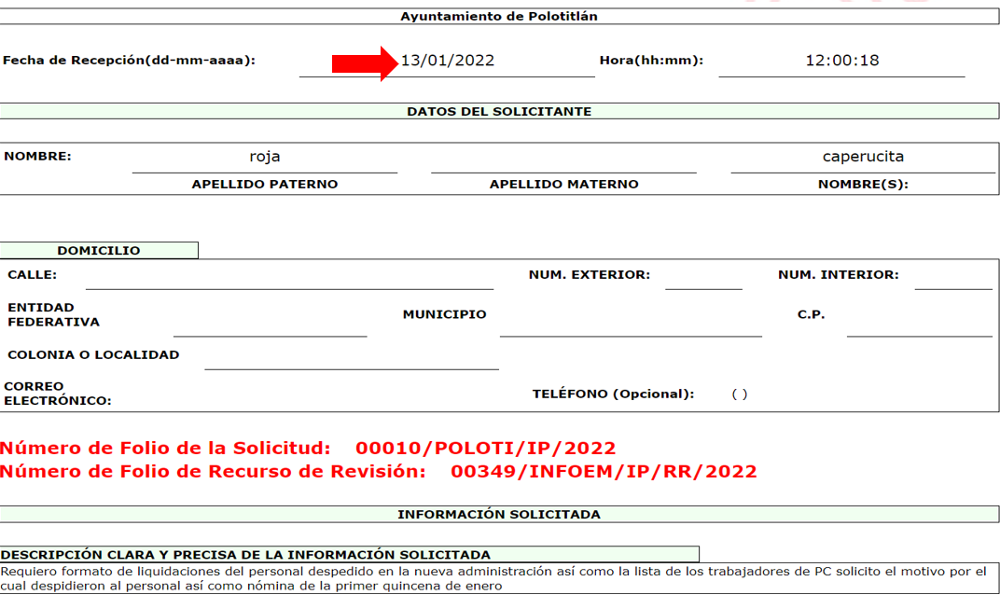 Ayuntamiento de Polotitlán
Fecha de Recepción(dd-mm-aaaa): 13/01/2022 Hora(hh:mm): 12:00:18
DATOS DEL SOLICITANTE
NOMBRE: roja caperucita
APELLIDO PATERNO APELLIDO MATERNO NOMBRE(S):
DOMICILIO
CALLE: NUM. EXTERIOR: NUM. INTERIOR:
ENTIDAD
FEDERATIVA MUNICIPIO C.P.
COLONIA O LOCALIDAD
CORREO
ELECTRÓNICO: TELÉFONO (Opcional): ( )
Número de Folio de la Solicitud: 00010/POLOTI/IP/2022
Número de Folio de Recurso de Revisión: 00349/INFOEM/IP/RR/2022
INFORMACIÓN SOLICITADA
DESCRIPCIÓN CLARA Y PRECISA DE LA INFORMACIÓN SOLICITADA
Requiero formato de liquidaciones del personal despedido en la nueva administración así como la lista de los trabajadores de PC solicito el motivo por el
cual despidieron al personal así como nómina de la primer quincena de enero